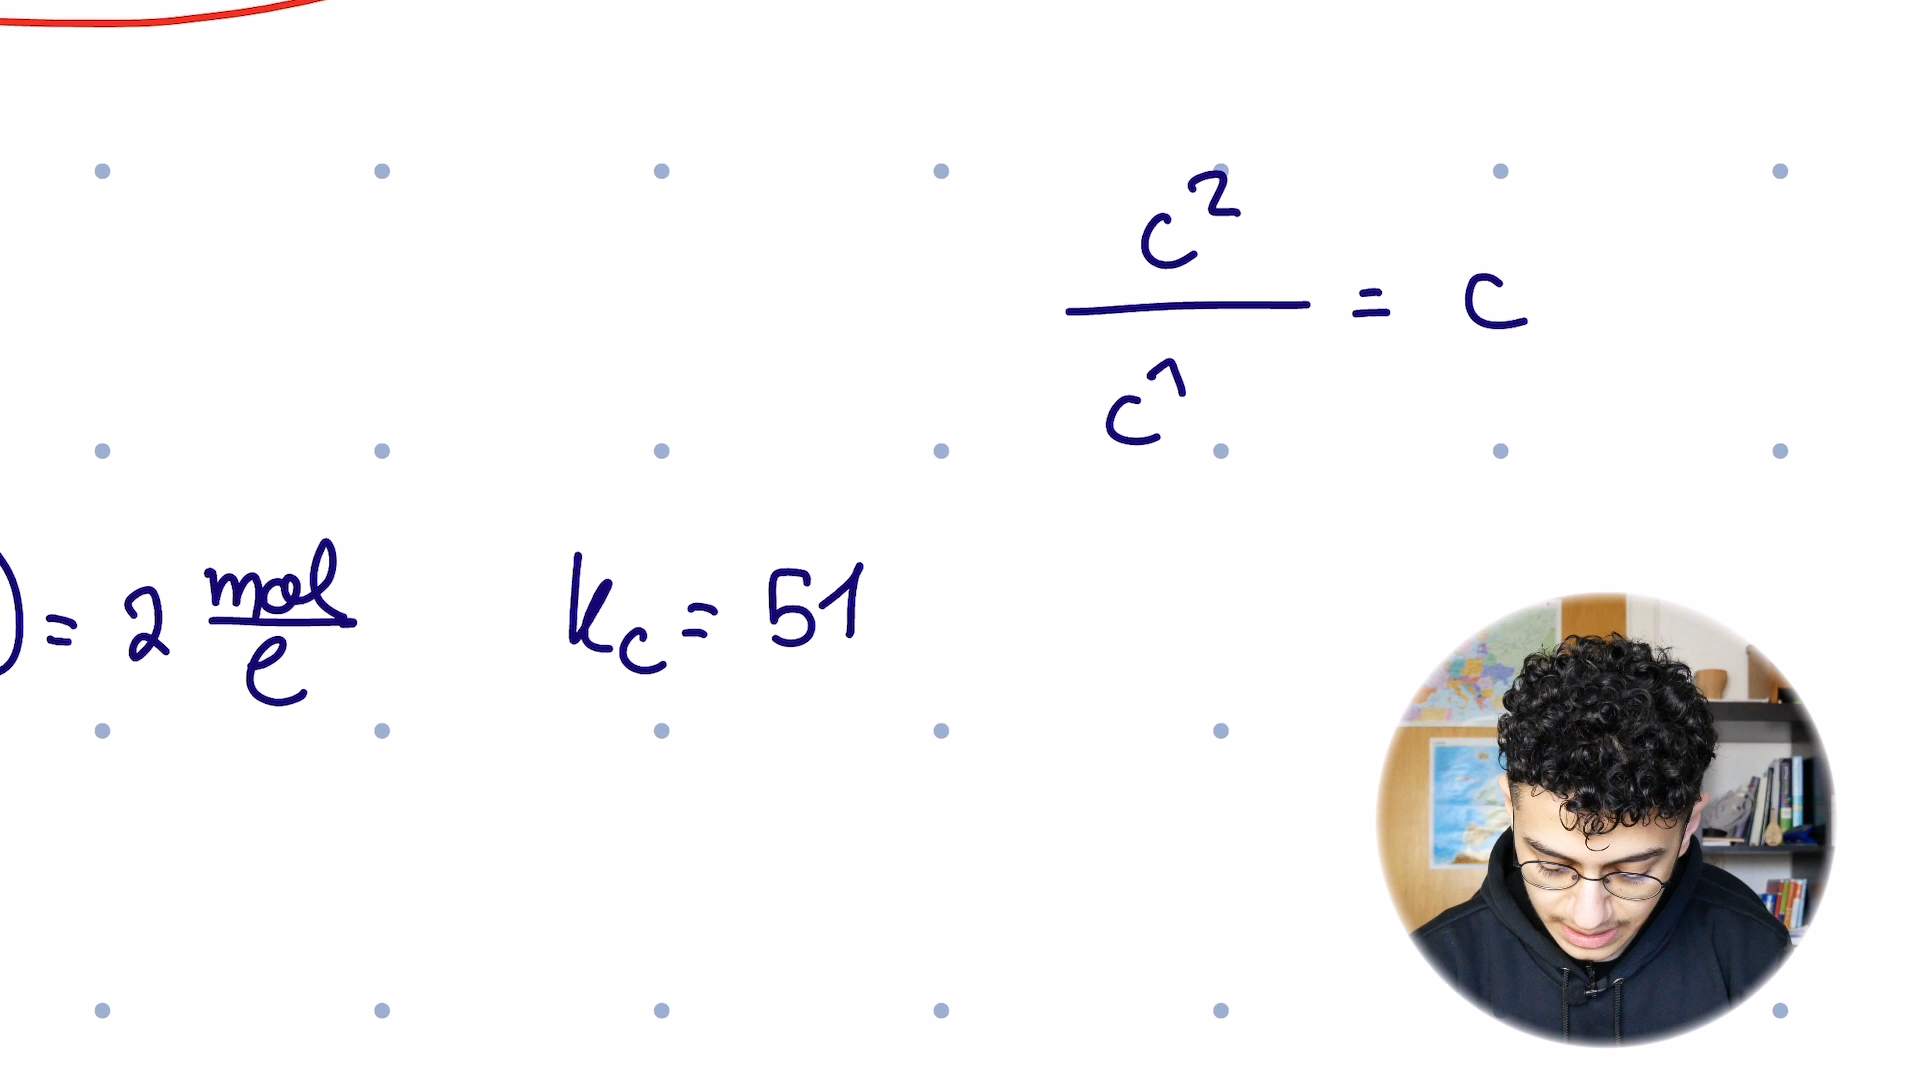 c² / c¹ = c
) = 2 mol/l
Kc = 51